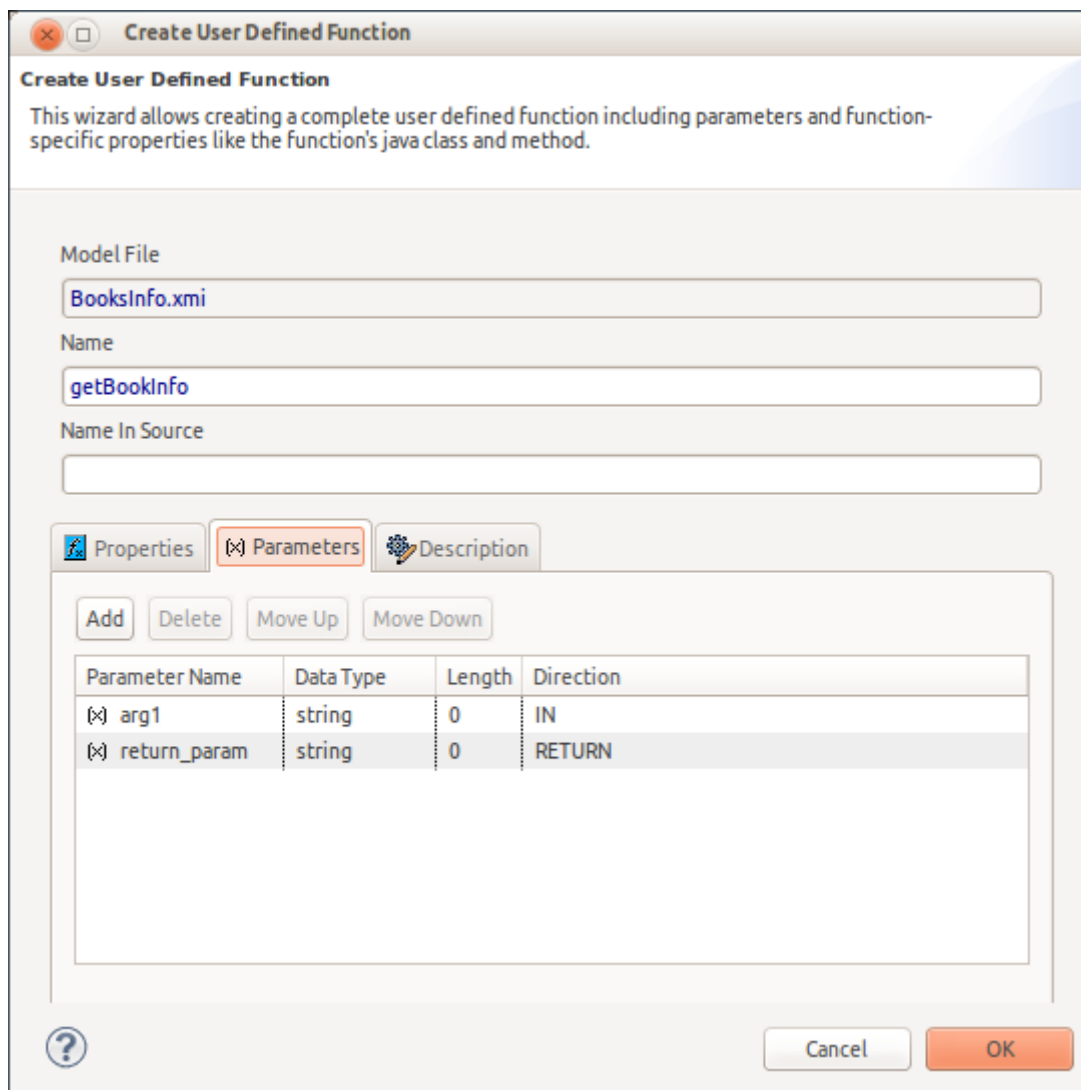 Create User Defined Function
Create User Defined Function
This wizard allows creating a complete user defined function including parameters and function-
specific properties like the function's java class and method.
Model File
BooksInfo.xmi
Name
getBookInfo
Name In Source
Properties (x) Parameters Description
Add Delete Move Up Move Down
Parameter Name Data Type Length Direction
(x) arg1 string 0 IN
(x) return_param string 0 RETURN
? Cancel OK